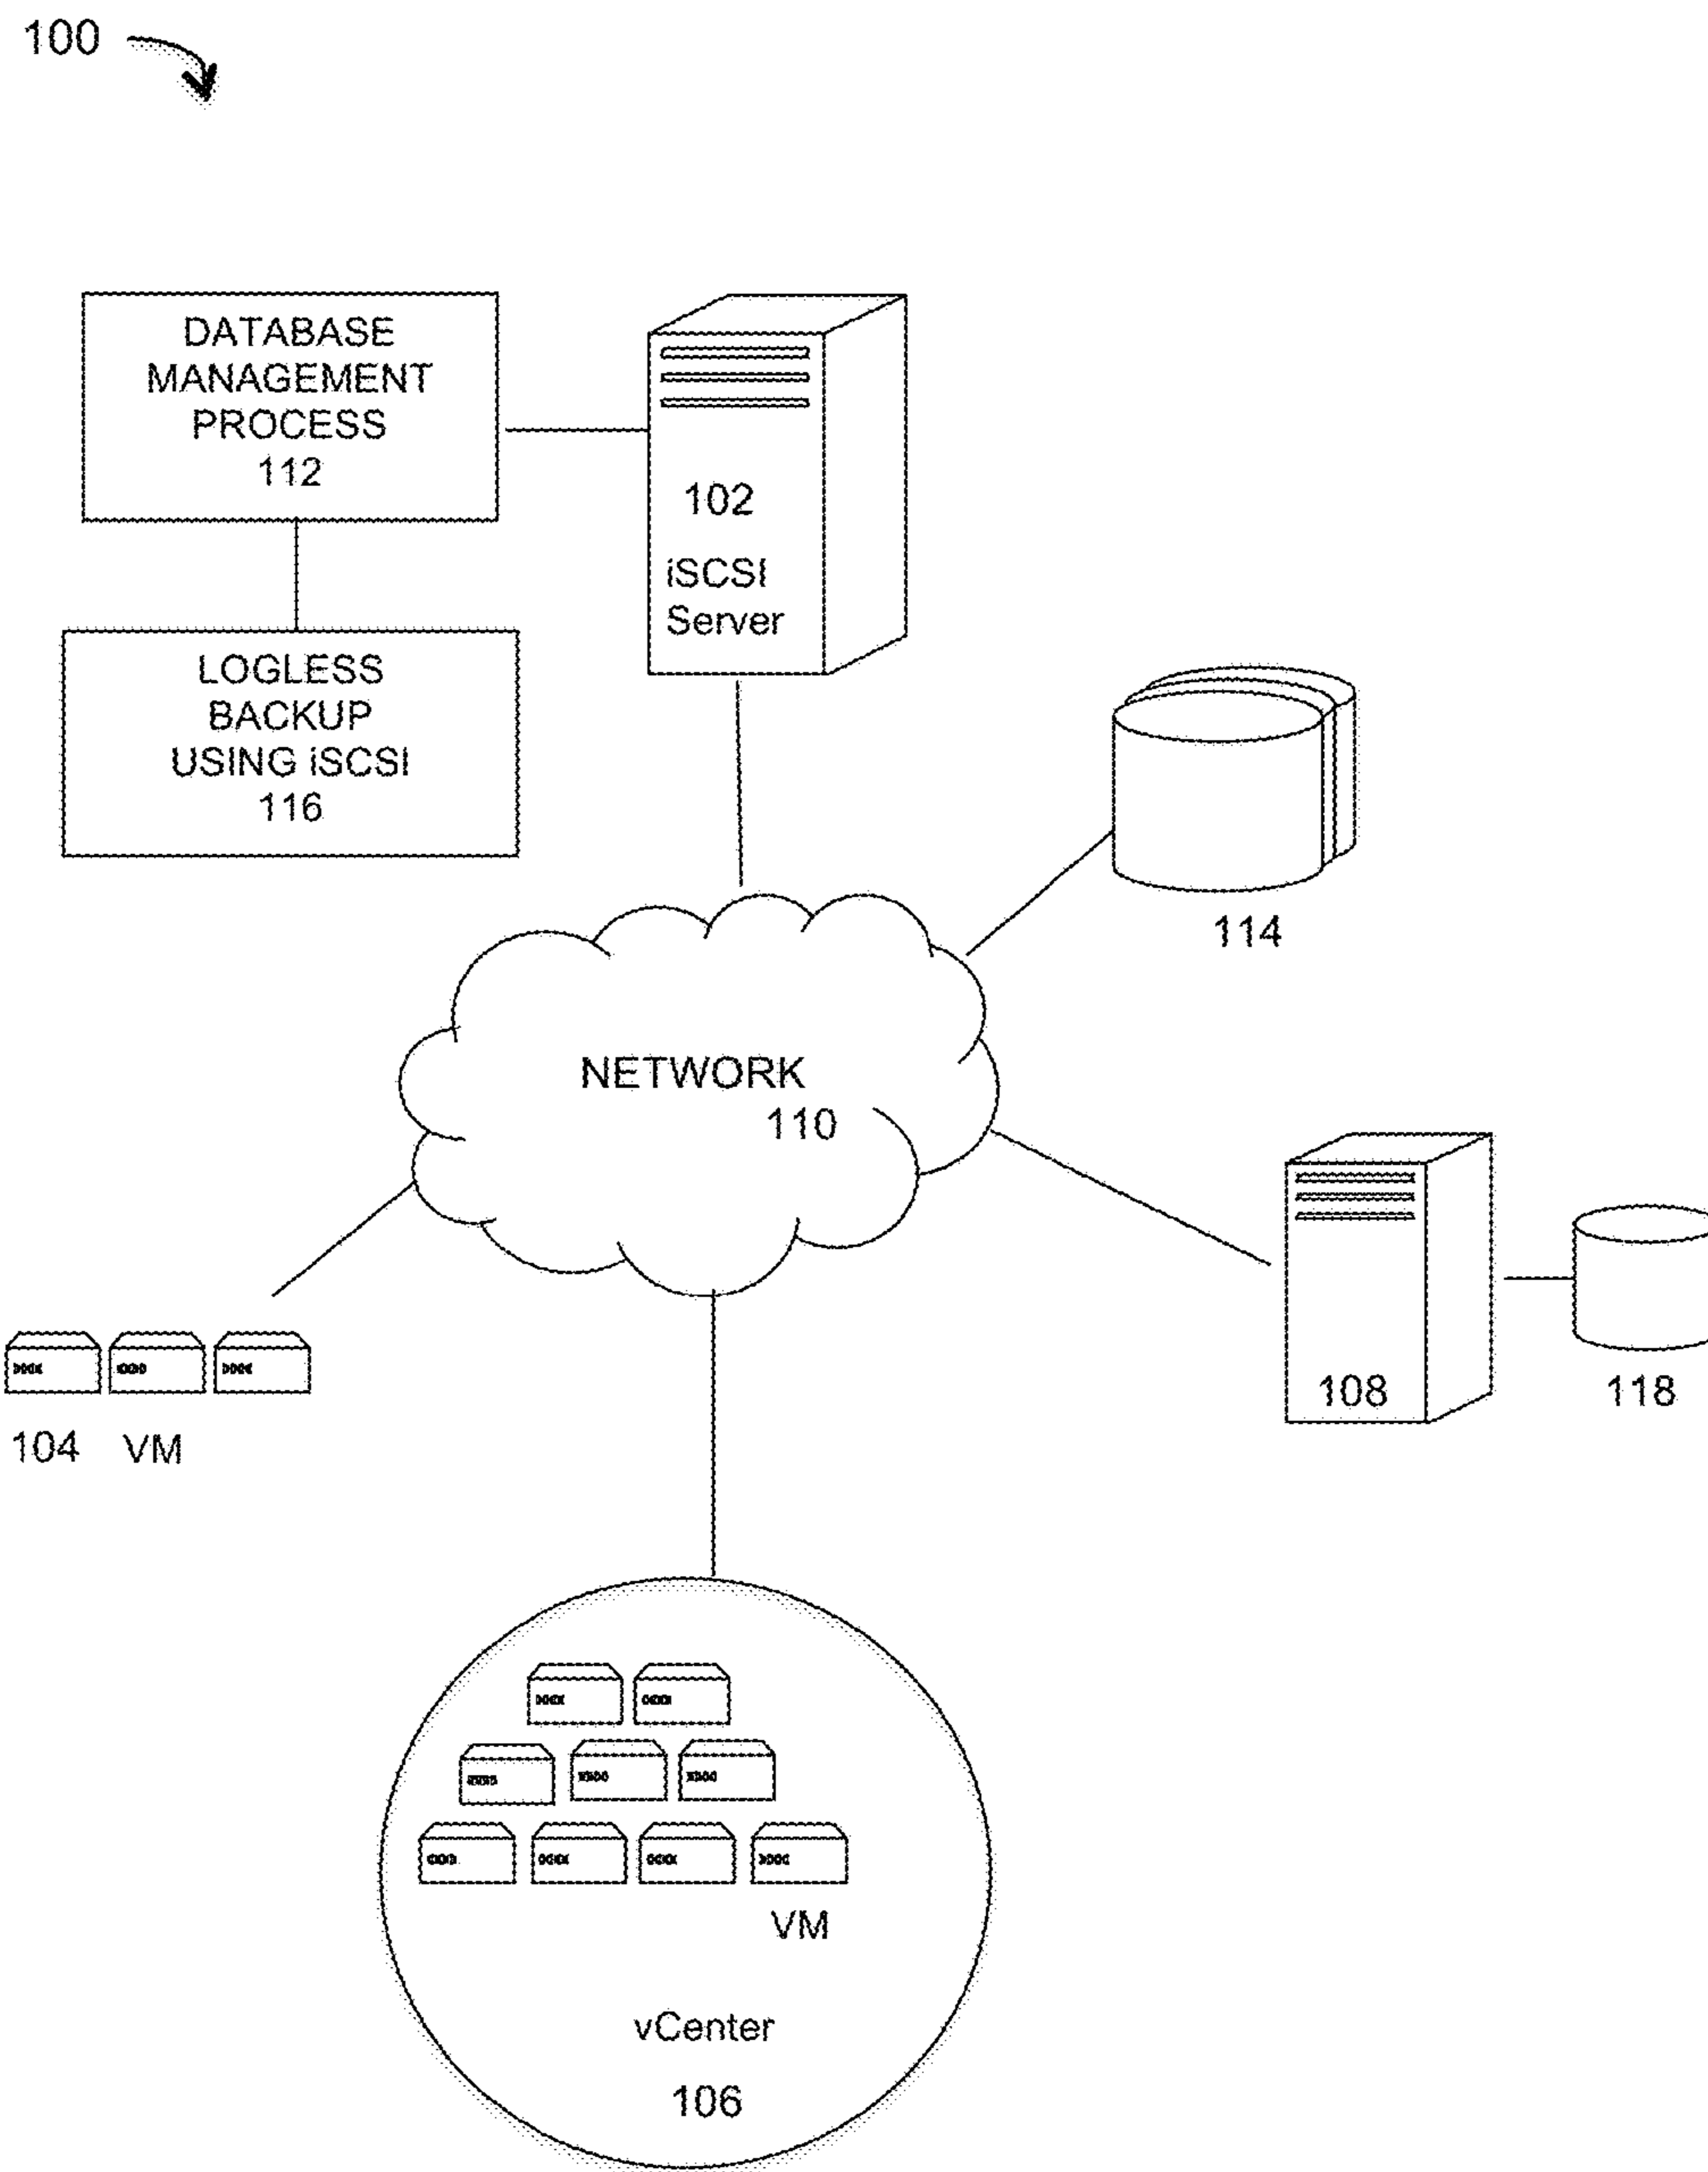 100
DATABASE
MANAGEMENT
PROCESS
112
102
iSCSI
Server
LOGLESS
BACKUP
USING iSCSI
116
114
NETWORK
110
108
118
104 VM
VM
vCenter
106